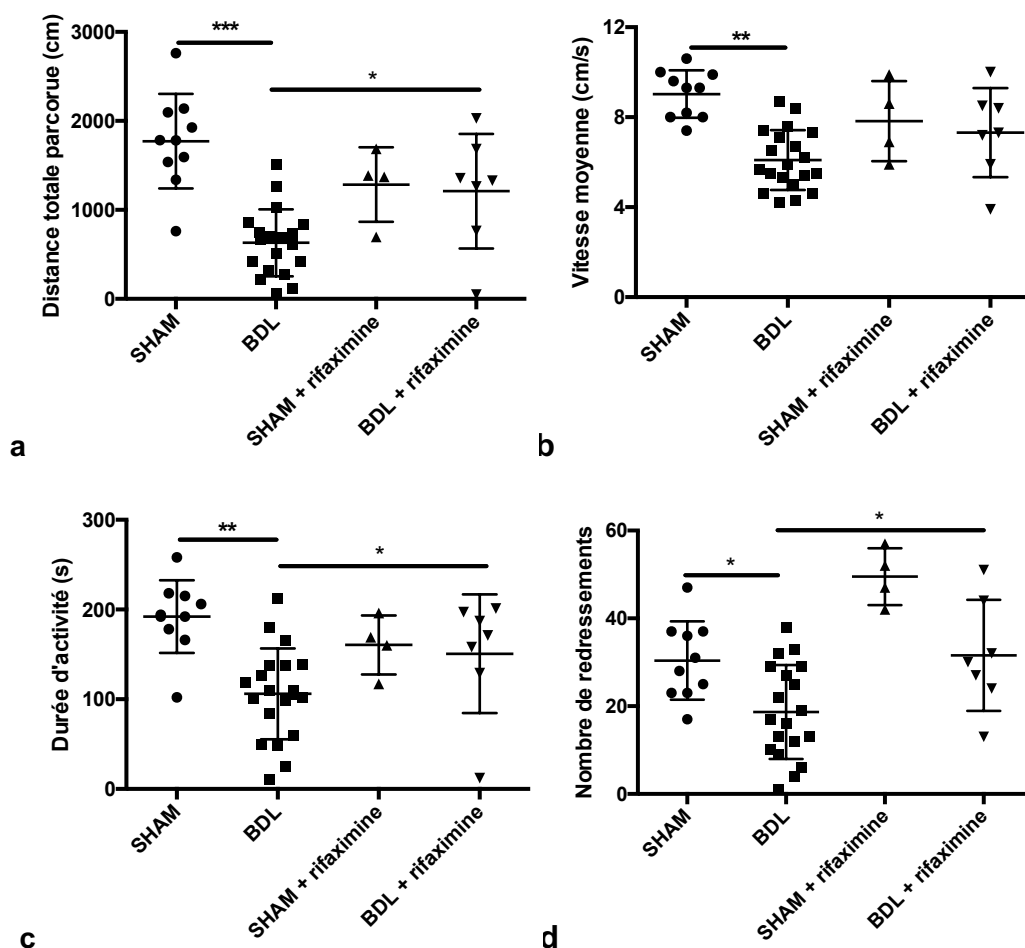 Distance totale parcorue (cm)
3000
2000
1000
0
***
*
SHAM
BDL
SHAM + rifaximine
BDL + rifaximine
a
Vitesse moyenne (cm/s)
12
8
4
0
**
SHAM
BDL
SHAM + rifaximine
BDL + rifaximine
b
Durée d'activité (s)
300
200
100
0
**
*
SHAM
BDL
SHAM + rifaximine
BDL + rifaximine
c
Nombre de redressements
60
40
20
0
*
*
SHAM
BDL
SHAM + rifaximine
BDL + rifaximine
d